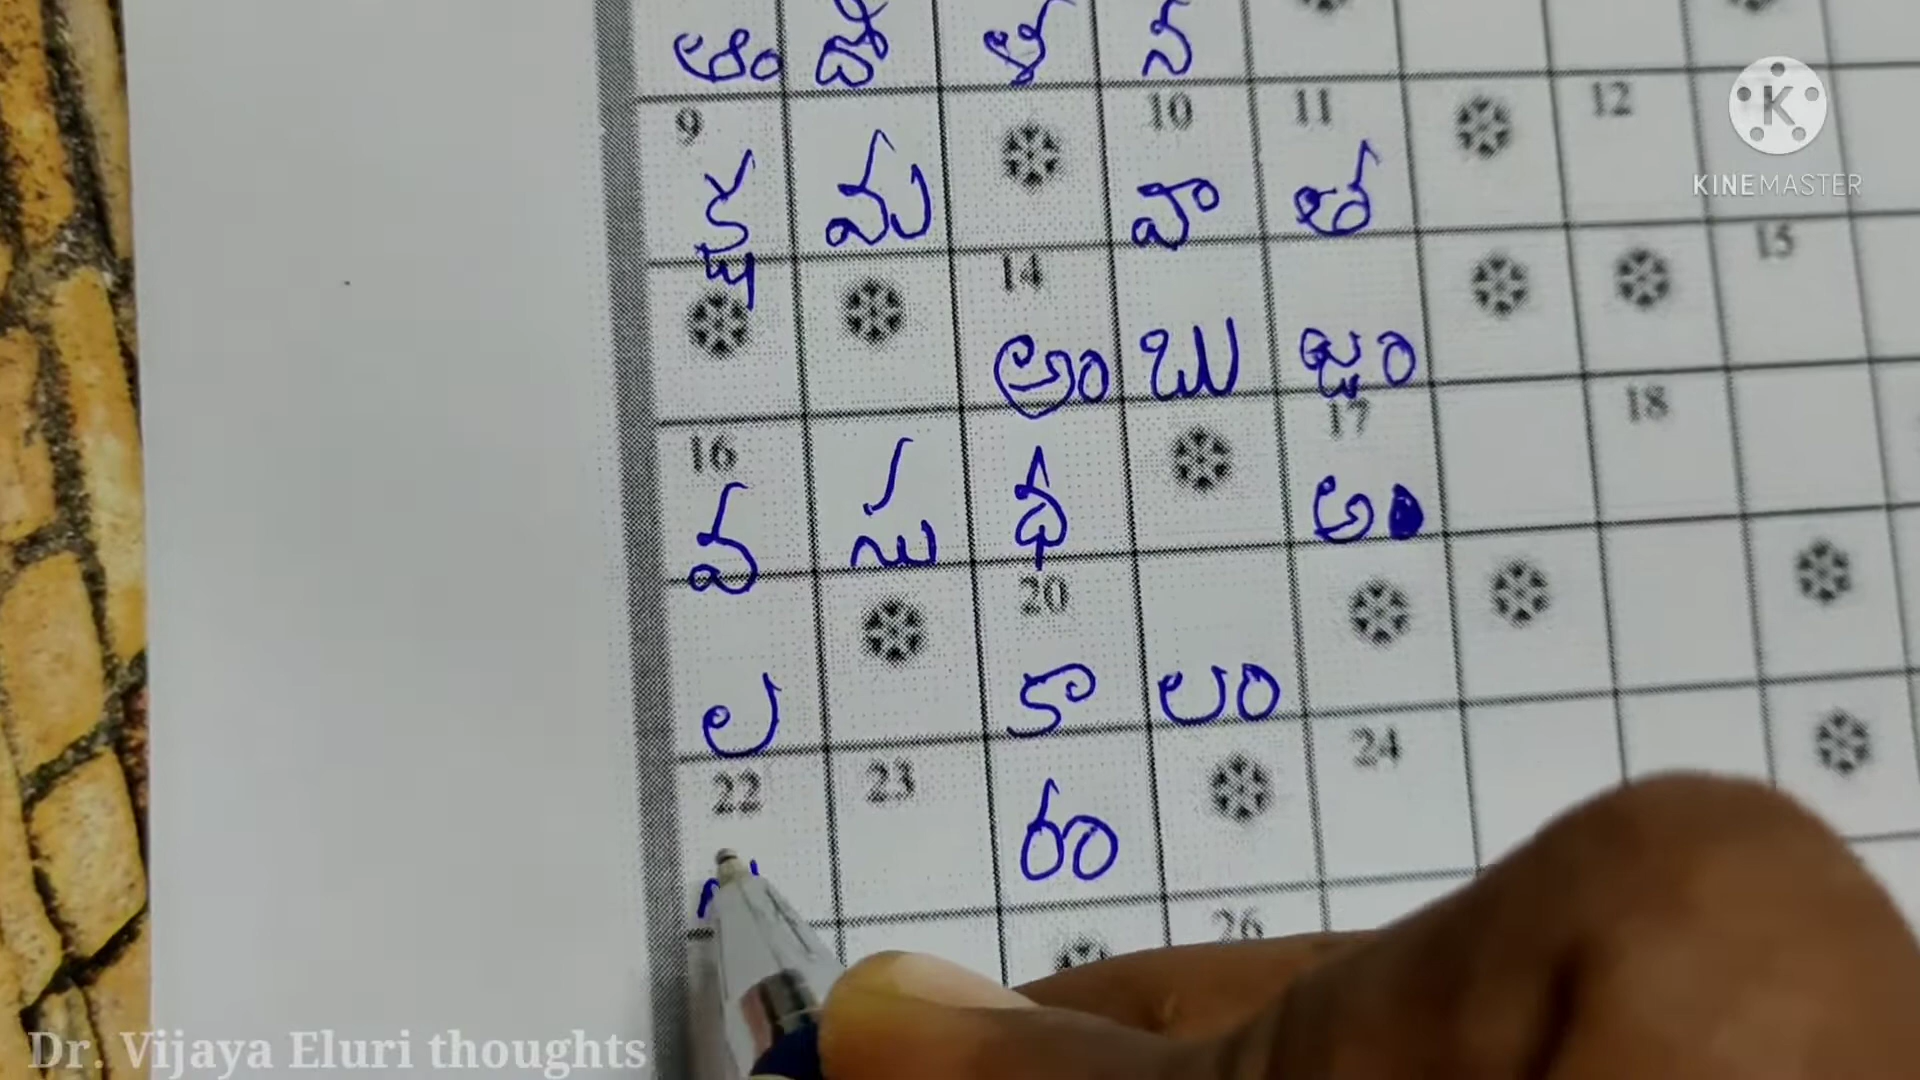 ఆం దో ళ న
9 10 11 12
క్ష మ వా త
KINEMASTER
14 15
అం బు జం
16 17 18
వ సు ధ అం
20
ల కా లం
22 23 24
రం
26
Dr. Vijaya Eluri thoughts